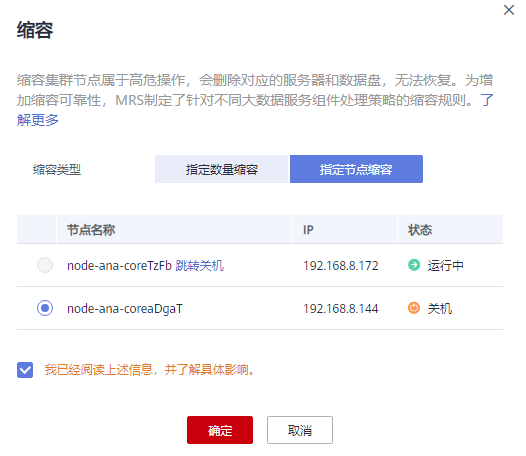 缩容
缩容集群节点属于高危操作，会删除对应的服务器和数据盘，无法恢复。为增
加缩容可靠性，MRS制定了针对不同大数据服务组件处理策略的缩容规则。了
解更多
缩容类型 指定数量缩容 指定节点缩容
节点名称 IP 状态
node-ana-coreTzFb 跳转关机 192.168.8.172 运行中
node-ana-coreaDgaT 192.168.8.144 关机
我已经阅读上述信息，并了解具体影响。
确定 取消